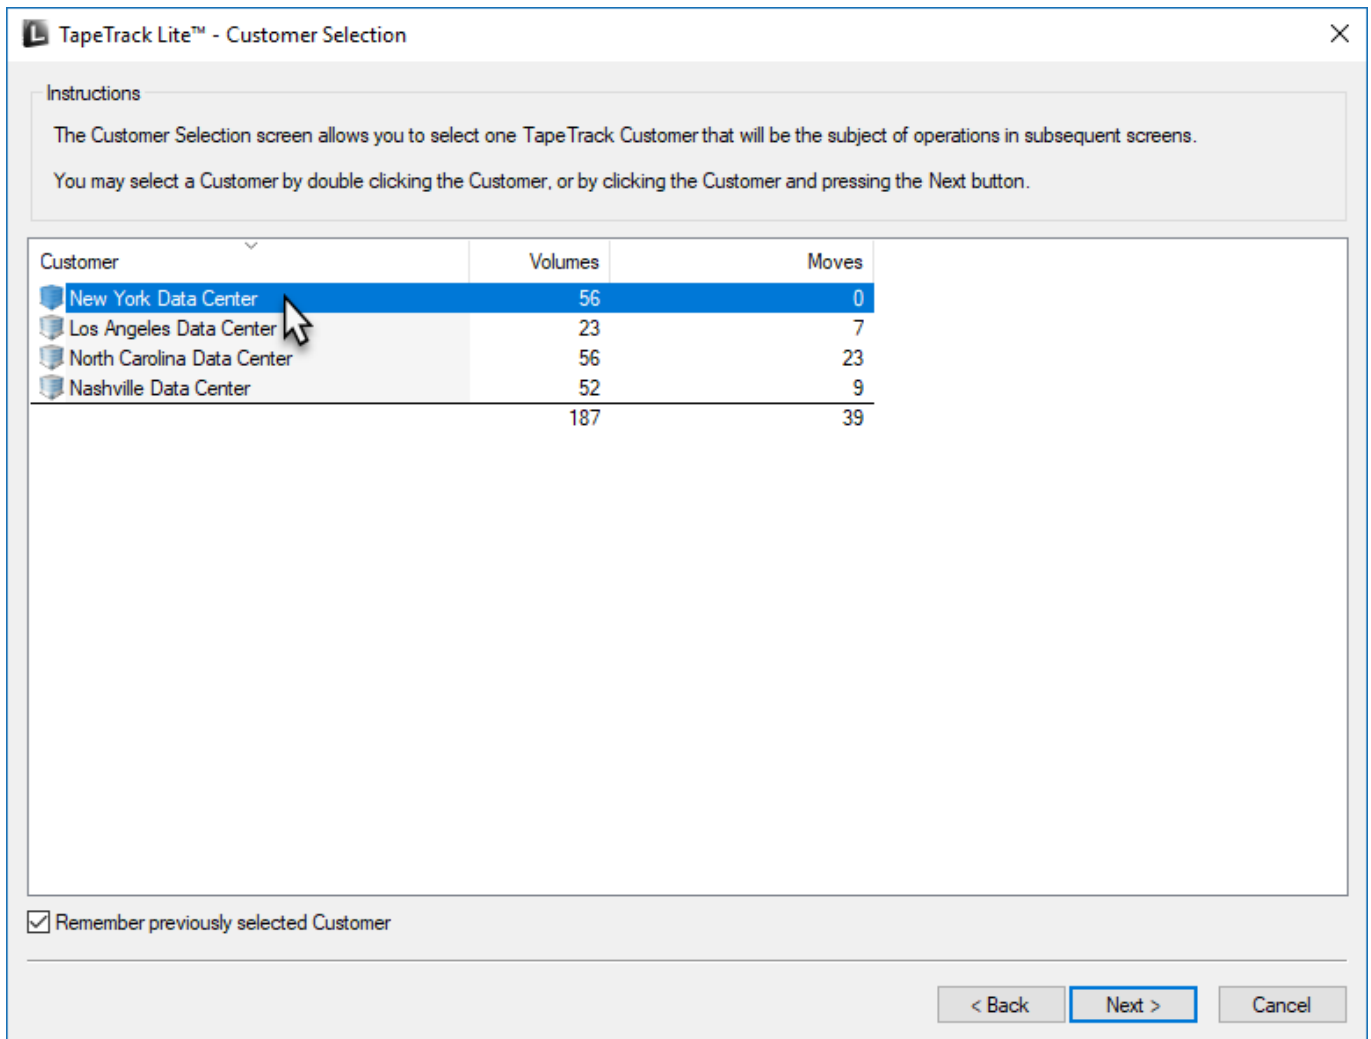 TapeTrack Lite™ - Customer Selection
Instructions
The Customer Selection screen allows you to select one TapeTrack Customer that will be the subject of operations in subsequent screens.
You may select a Customer by double clicking the Customer, or by clicking the Customer and pressing the Next button.
Customer Volumes Moves
New York Data Center 56 0
Los Angeles Data Center 23 7
North Carolina Data Center 56 23
Nashville Data Center 52 9
187 39
Remember previously selected Customer
< Back Next > Cancel